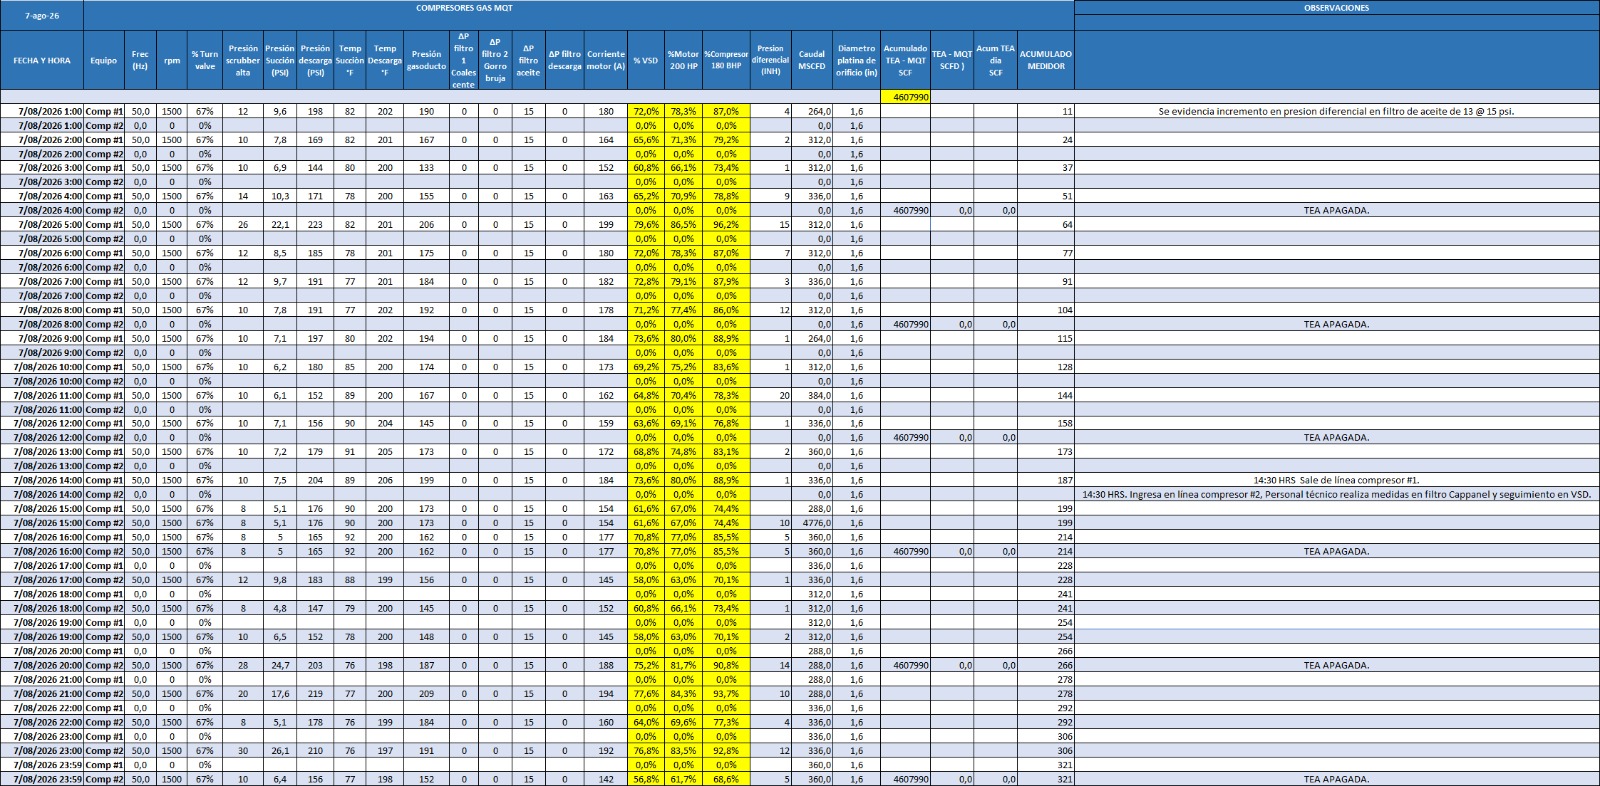 7-ago-26 COMPRESORES GAS MQT OBSERVACIONES
FECHA Y HORA Equipo Frec (Hz) rpm % Turn valve Presión scrubber alta Presión Succión (PSI) Presión descarga (PSI) Temp Succión °F Temp Descarga °F Presión gasoducto ΔP filtro 1 Coales cente ΔP filtro 2 Gorro bruja ΔP filtro aceite ΔP filtro descarga Corriente motor (A) % VSD %Motor 200 HP %Compresor 180 BHP Presion diferencial (INH) Caudal MSCFD Diametro platina de orificio (in) Acumulado TEA - MQT SCF TEA - MQT SCFD ) Acum TEA dia SCF ACUMULADO MEDIDOR
4607990
7/08/2026 1:00 Comp #1 50,0 1500 67% 12 9,6 198 82 202 190 0 0 15 0 180 72,0% 78,3% 87,0% 4 264,0 1,6 11 Se evidencia incremento en presion diferencial en filtro de aceite de 13 @ 15 psi.
7/08/2026 1:00 Comp #2 0,0 0 0% 0,0% 0,0% 0,0% 0,0 1,6
7/08/2026 2:00 Comp #1 50,0 1500 67% 10 7,8 169 82 201 167 0 0 15 0 164 65,6% 71,3% 79,2% 2 312,0 1,6 24
7/08/2026 2:00 Comp #2 0,0 0 0% 0,0% 0,0% 0,0% 0,0 1,6
7/08/2026 3:00 Comp #1 50,0 1500 67% 10 6,9 144 80 200 133 0 0 15 0 152 60,8% 66,1% 73,4% 1 312,0 1,6 37
7/08/2026 3:00 Comp #2 0,0 0 0% 0,0% 0,0% 0,0% 0,0 1,6
7/08/2026 4:00 Comp #1 50,0 1500 67% 14 10,3 171 78 200 155 0 0 15 0 163 65,2% 70,9% 78,8% 9 336,0 1,6 51
7/08/2026 4:00 Comp #2 0,0 0 0% 0,0% 0,0% 0,0% 0,0 1,6 4607990 0,0 0,0 TEA APAGADA.
7/08/2026 5:00 Comp #1 50,0 1500 67% 26 22,1 223 82 201 206 0 0 15 0 199 79,6% 86,5% 96,2% 15 312,0 1,6 64
7/08/2026 5:00 Comp #2 0,0 0 0% 0,0% 0,0% 0,0% 0,0 1,6
7/08/2026 6:00 Comp #1 50,0 1500 67% 12 8,5 185 78 201 175 0 0 15 0 180 72,0% 78,3% 87,0% 7 312,0 1,6 77
7/08/2026 6:00 Comp #2 0,0 0 0% 0,0% 0,0% 0,0% 0,0 1,6
7/08/2026 7:00 Comp #1 50,0 1500 67% 12 9,7 191 77 201 184 0 0 15 0 182 72,8% 79,1% 87,9% 3 336,0 1,6 91
7/08/2026 7:00 Comp #2 0,0 0 0% 0,0% 0,0% 0,0% 0,0 1,6
7/08/2026 8:00 Comp #1 50,0 1500 67% 10 7,8 191 77 202 192 0 0 15 0 178 71,2% 77,4% 86,0% 12 312,0 1,6 104
7/08/2026 8:00 Comp #2 0,0 0 0% 0,0% 0,0% 0,0% 0,0 1,6 4607990 0,0 0,0 TEA APAGADA.
7/08/2026 9:00 Comp #1 50,0 1500 67% 10 7,1 197 80 202 194 0 0 15 0 184 73,6% 80,0% 88,9% 1 264,0 1,6 115
7/08/2026 9:00 Comp #2 0,0 0 0% 0,0% 0,0% 0,0% 0,0 1,6
7/08/2026 10:00 Comp #1 50,0 1500 67% 10 6,2 180 85 200 174 0 0 15 0 173 69,2% 75,2% 83,6% 1 312,0 1,6 128
7/08/2026 10:00 Comp #2 0,0 0 0% 0,0% 0,0% 0,0% 0,0 1,6
7/08/2026 11:00 Comp #1 50,0 1500 67% 10 6,1 152 89 200 167 0 0 15 0 162 64,8% 70,4% 78,3% 20 384,0 1,6 144
7/08/2026 11:00 Comp #2 0,0 0 0% 0,0% 0,0% 0,0% 0,0 1,6
7/08/2026 12:00 Comp #1 50,0 1500 67% 10 7,1 156 90 204 145 0 0 15 0 159 63,6% 69,1% 76,8% 1 336,0 1,6 158
7/08/2026 12:00 Comp #2 0,0 0 0% 0,0% 0,0% 0,0% 0,0 1,6 4607990 0,0 0,0 TEA APAGADA.
7/08/2026 13:00 Comp #1 50,0 1500 67% 10 7,2 179 91 205 173 0 0 15 0 172 68,8% 74,8% 83,1% 2 360,0 1,6 173
7/08/2026 13:00 Comp #2 0,0 0 0% 0,0% 0,0% 0,0% 0,0 1,6
7/08/2026 14:00 Comp #1 50,0 1500 67% 10 7,5 204 89 206 199 0 0 15 0 184 73,6% 80,0% 88,9% 1 336,0 1,6 187 14:30 HRS Sale de línea compresor #1.
7/08/2026 14:00 Comp #2 0,0 0 0% 0,0% 0,0% 0,0% 0,0 1,6 14:30 HRS. Ingresa en línea compresor #2, Personal técnico realiza medidas en filtro Cappanel y seguimiento en VSD.
7/08/2026 15:00 Comp #1 50,0 1500 67% 8 5,1 176 90 200 173 0 0 15 0 154 61,6% 67,0% 74,4% 288,0 1,6 199
7/08/2026 15:00 Comp #2 50,0 1500 67% 8 5,1 176 90 200 173 0 0 15 0 154 61,6% 67,0% 74,4% 10 4776,0 1,6 199
7/08/2026 16:00 Comp #1 50,0 1500 67% 8 5 165 92 200 162 0 0 15 0 177 70,8% 77,0% 85,5% 5 360,0 1,6 214
7/08/2026 16:00 Comp #2 50,0 1500 67% 8 5 165 92 200 162 0 0 15 0 177 70,8% 77,0% 85,5% 5 360,0 1,6 4607990 0,0 0,0 214 TEA APAGADA.
7/08/2026 17:00 Comp #1 0,0 0 0% 0,0% 0,0% 0,0% 336,0 1,6 228
7/08/2026 17:00 Comp #2 50,0 1500 67% 12 9,8 183 88 199 156 0 0 15 0 145 58,0% 63,0% 70,1% 1 336,0 1,6 228
7/08/2026 18:00 Comp #1 0,0 0 0% 0,0% 0,0% 0,0% 312,0 1,6 241
7/08/2026 18:00 Comp #2 50,0 1500 67% 8 4,8 147 79 200 145 0 0 15 0 152 60,8% 66,1% 73,4% 1 312,0 1,6 241
7/08/2026 19:00 Comp #1 0,0 0 0% 0,0% 0,0% 0,0% 312,0 1,6 254
7/08/2026 19:00 Comp #2 50,0 1500 67% 10 6,5 152 78 200 148 0 0 15 0 145 58,0% 63,0% 70,1% 2 312,0 1,6 254
7/08/2026 20:00 Comp #1 0,0 0 0% 0,0% 0,0% 0,0% 288,0 1,6 266
7/08/2026 20:00 Comp #2 50,0 1500 67% 28 24,7 203 76 198 187 0 0 15 0 188 75,2% 81,7% 90,8% 14 288,0 1,6 4607990 0,0 0,0 266 TEA APAGADA.
7/08/2026 21:00 Comp #1 0,0 0 0% 0,0% 0,0% 0,0% 288,0 1,6 278
7/08/2026 21:00 Comp #2 50,0 1500 67% 20 17,6 219 77 200 209 0 0 15 0 194 77,6% 84,3% 93,7% 10 288,0 1,6 278
7/08/2026 22:00 Comp #1 0,0 0 0% 0,0% 0,0% 0,0% 336,0 1,6 292
7/08/2026 22:00 Comp #2 50,0 1500 67% 8 5,1 178 76 199 184 0 0 15 0 160 64,0% 69,6% 77,3% 4 336,0 1,6 292
7/08/2026 23:00 Comp #1 0,0 0 0% 0,0% 0,0% 0,0% 336,0 1,6 306
7/08/2026 23:00 Comp #2 50,0 1500 67% 30 26,1 210 76 197 191 0 0 15 0 192 76,8% 83,5% 92,8% 12 336,0 1,6 306
7/08/2026 23:59 Comp #1 0,0 0 0% 0,0% 0,0% 0,0% 360,0 1,6 321
7/08/2026 23:59 Comp #2 50,0 1500 67% 10 6,4 156 77 198 152 0 0 15 0 142 56,8% 61,7% 68,6% 5 360,0 1,6 4607990 0,0 0,0 321 TEA APAGADA.